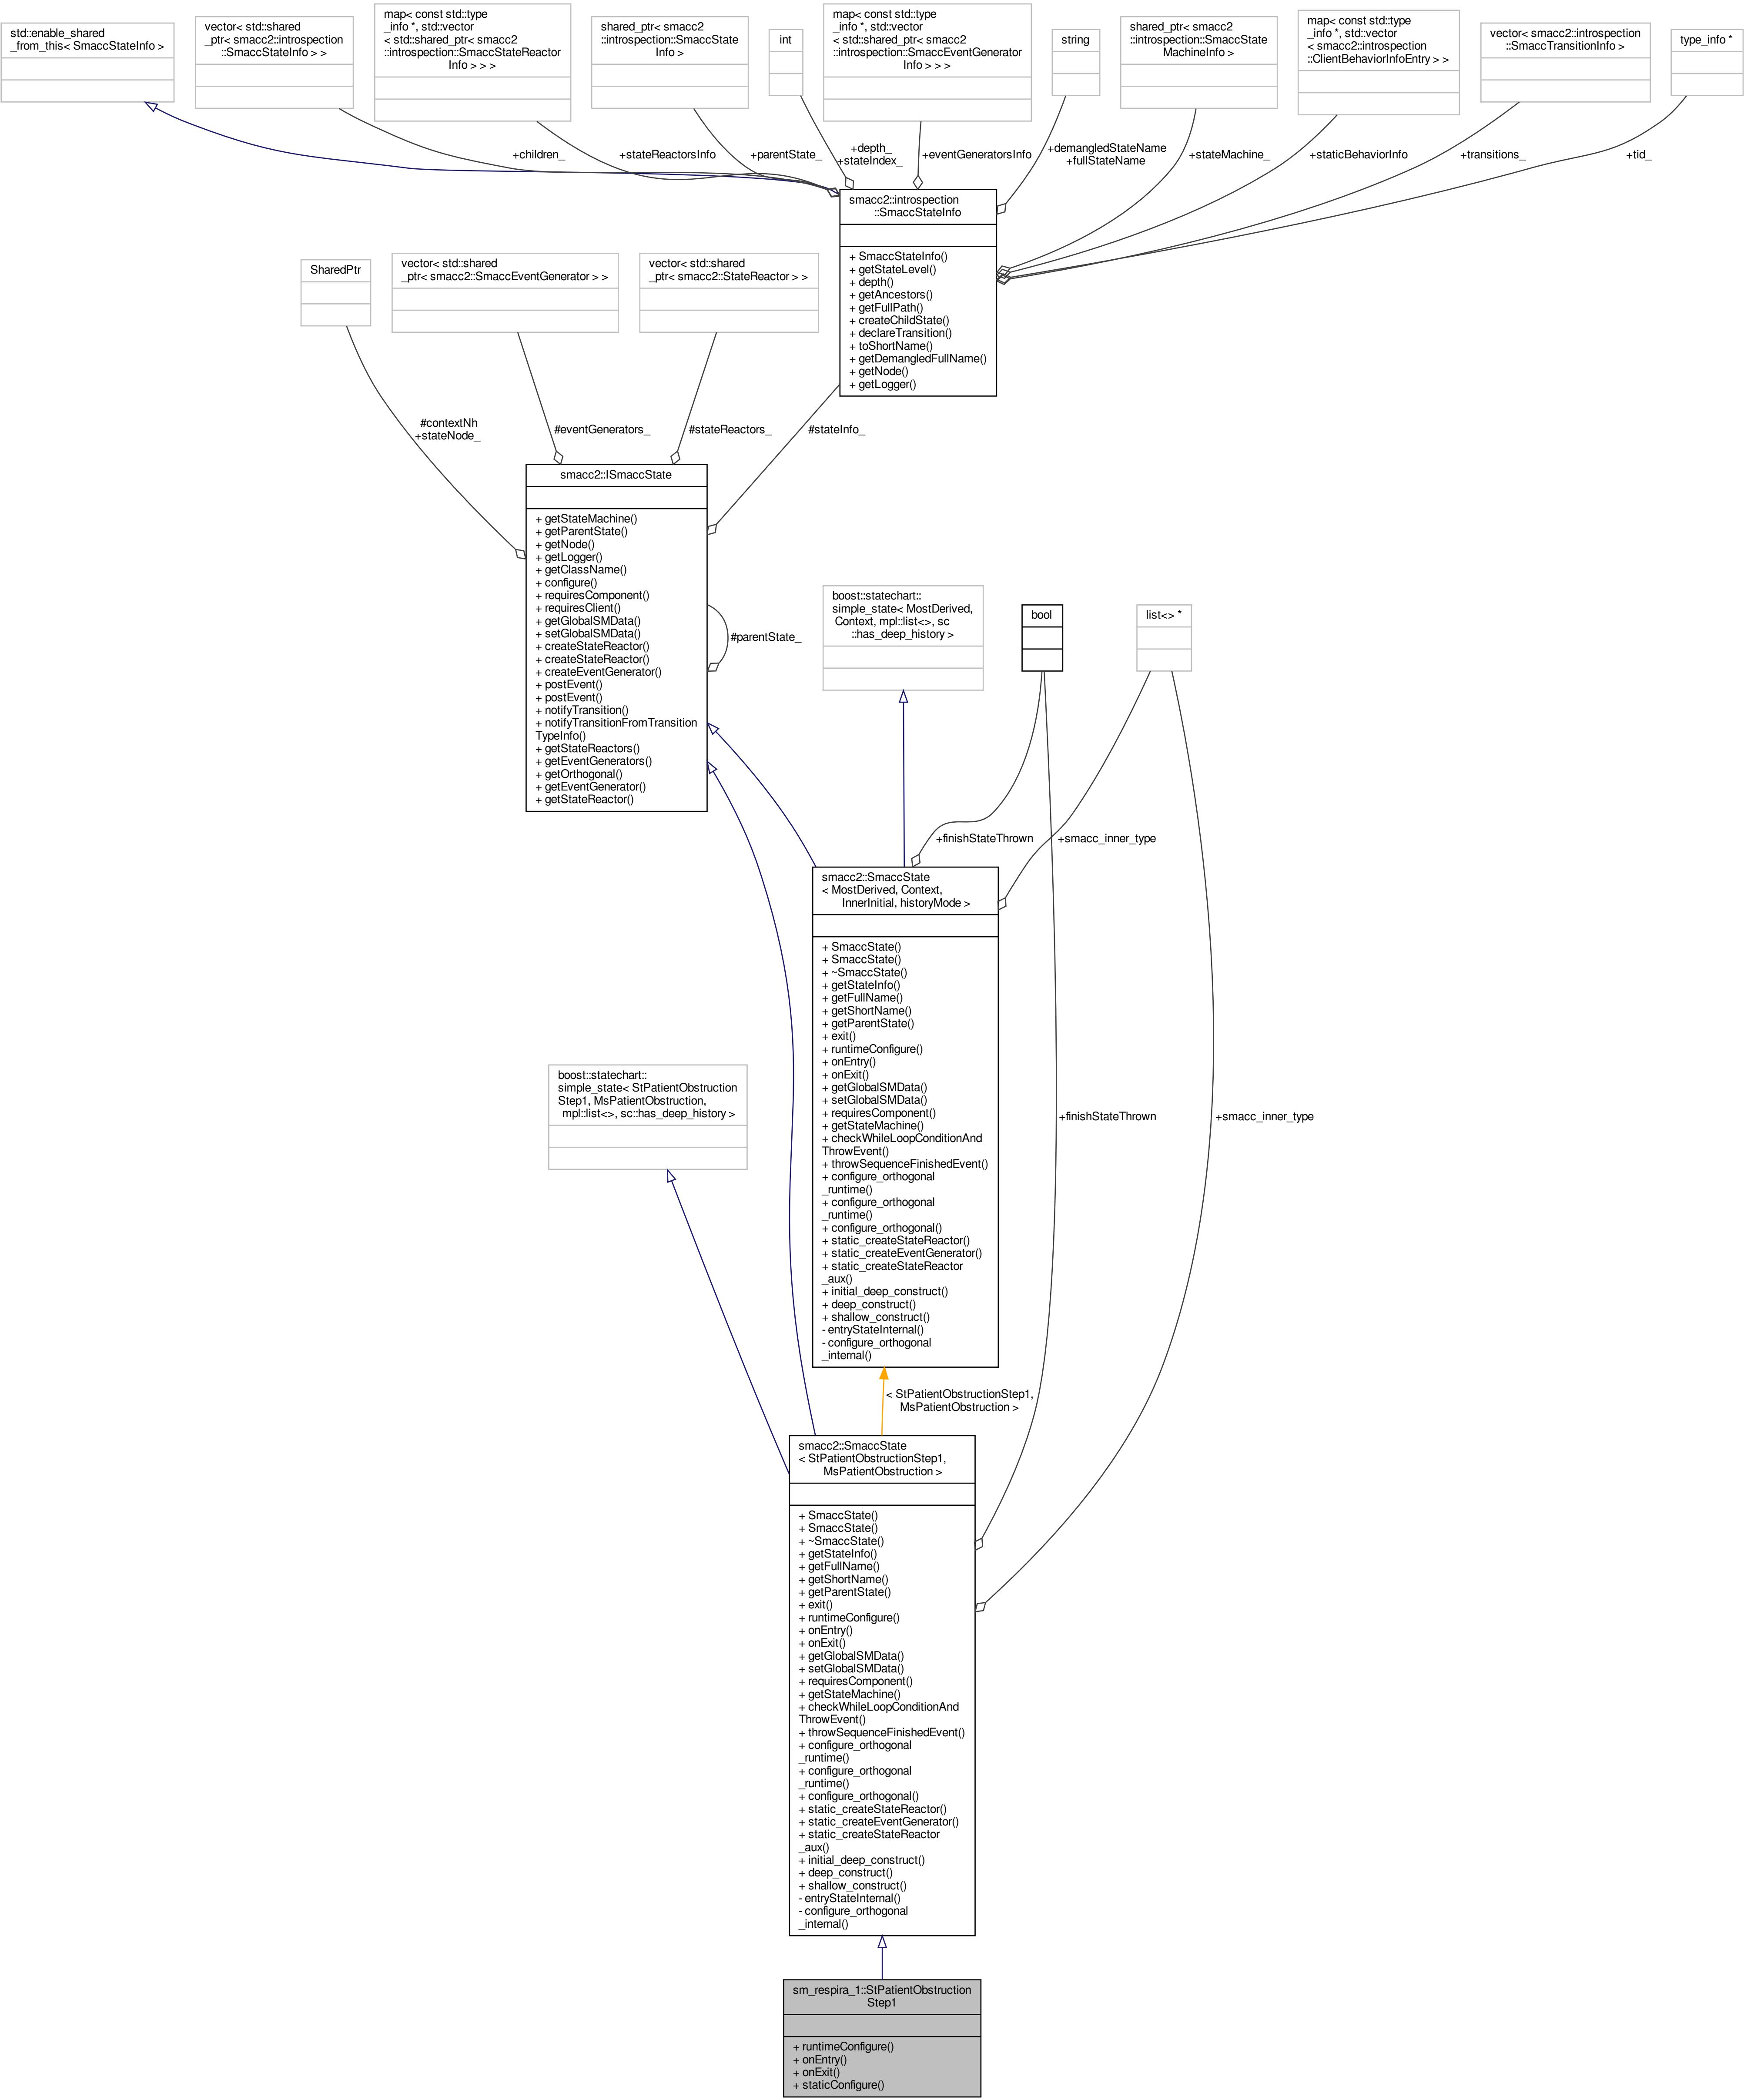 std::enable_shared
_from_this< SmaccStateInfo >
vector< std::shared
_ptr< smacc2::introspection
::SmaccStateInfo > >
map< const std::type
_info *, std::vector
< std::shared_ptr< smacc2
::introspection::SmaccStateReactor
Info > > >
shared_ptr< smacc2
::introspection::SmaccState
Info >
int
map< const std::type
_info *, std::vector
< std::shared_ptr< smacc2
::introspection::SmaccEventGenerator
Info > > >
string
shared_ptr< smacc2
::introspection::SmaccState
MachineInfo >
map< const std::type
_info *, std::vector
< smacc2::introspection
::ClientBehaviorInfoEntry > >
vector< smacc2::introspection
::SmaccTransitionInfo >
type_info *
+children_
+stateReactorsInfo
+parentState_
+depth_
+stateIndex_
+eventGeneratorsInfo
+demangledStateName
+fullStateName
+stateMachine_
+staticBehaviorInfo
+transitions_
+tid_
smacc2::introspection
::SmaccStateInfo
+ SmaccStateInfo()
+ getStateLevel()
+ depth()
+ getAncestors()
+ getFullPath()
+ createChildState()
+ declareTransition()
+ toShortName()
+ getDemangledFullName()
+ getNode()
+ getLogger()
SharedPtr
vector< std::shared
_ptr< smacc2::SmaccEventGenerator > >
vector< std::shared
_ptr< smacc2::StateReactor > >
#contextNh
+stateNode_
#eventGenerators_
#stateReactors_
#stateInfo_
smacc2::ISmaccState
+ getStateMachine()
+ getParentState()
+ getNode()
+ getLogger()
+ getClassName()
+ configure()
+ requiresComponent()
+ requiresClient()
+ getGlobalSMData()
+ setGlobalSMData()
+ createStateReactor()
+ createStateReactor()
+ createEventGenerator()
+ postEvent()
+ postEvent()
+ notifyTransition()
+ notifyTransitionFromTransition
TypeInfo()
+ getStateReactors()
+ getEventGenerators()
+ getOrthogonal()
+ getEventGenerator()
+ getStateReactor()
#parentState_
boost::statechart::
simple_state< MostDerived,
Context, mpl::list<>, sc
::has_deep_history >
bool
list<> *
+finishStateThrown
+smacc_inner_type
smacc2::SmaccState
< MostDerived, Context,
InnerInitial, historyMode >
+ SmaccState()
+ SmaccState()
+ ~SmaccState()
+ getStateInfo()
+ getFullName()
+ getShortName()
+ getParentState()
+ exit()
+ runtimeConfigure()
+ onEntry()
+ onExit()
+ getGlobalSMData()
+ setGlobalSMData()
+ requiresComponent()
+ getStateMachine()
+ checkWhileLoopConditionAnd
ThrowEvent()
+ throwSequenceFinishedEvent()
+ configure_orthogonal
_runtime()
+ configure_orthogonal
_runtime()
+ configure_orthogonal()
+ static_createStateReactor()
+ static_createEventGenerator()
+ static_createStateReactor
_aux()
+ initial_deep_construct()
+ deep_construct()
+ shallow_construct()
- entryStateInternal()
- configure_orthogonal
_internal()
boost::statechart::
simple_state< StPatientObstruction
Step1, MsPatientObstruction,
mpl::list<>, sc::has_deep_history >
+finishStateThrown
+smacc_inner_type
< StPatientObstructionStep1,
MsPatientObstruction >
smacc2::SmaccState
< StPatientObstructionStep1,
MsPatientObstruction >
+ SmaccState()
+ SmaccState()
+ ~SmaccState()
+ getStateInfo()
+ getFullName()
+ getShortName()
+ getParentState()
+ exit()
+ runtimeConfigure()
+ onEntry()
+ onExit()
+ getGlobalSMData()
+ setGlobalSMData()
+ requiresComponent()
+ getStateMachine()
+ checkWhileLoopConditionAnd
ThrowEvent()
+ throwSequenceFinishedEvent()
+ configure_orthogonal
_runtime()
+ configure_orthogonal
_runtime()
+ configure_orthogonal()
+ static_createStateReactor()
+ static_createEventGenerator()
+ static_createStateReactor
_aux()
+ initial_deep_construct()
+ deep_construct()
+ shallow_construct()
- entryStateInternal()
- configure_orthogonal
_internal()
sm_respira_1::StPatientObstruction
Step1
+ runtimeConfigure()
+ onEntry()
+ onExit()
+ staticConfigure()